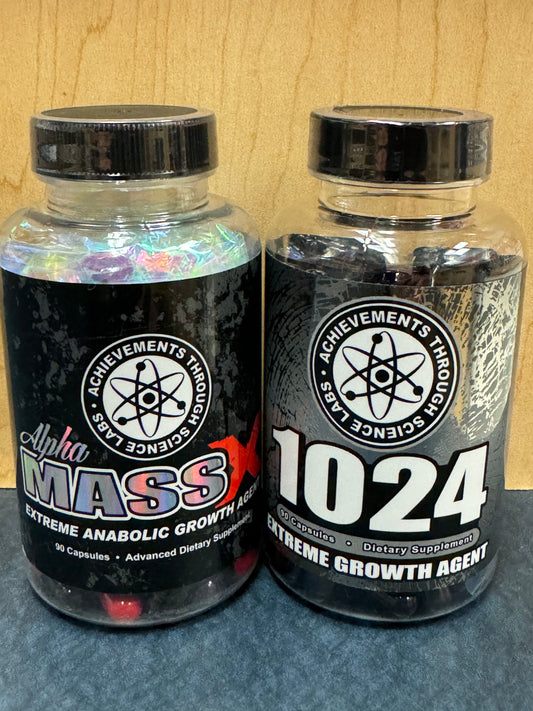 ACHIEVEMENTS THROUGH SCIENCE LABS •
Alpha
MASS X
EXTREME ANABOLIC GROWTH AGENT
90 Capsules • Advanced Dietary Supplement
ACHIEVEMENTS THROUGH SCIENCE LABS •
1024
90 Capsules • Dietary Supplement
EXTREME GROWTH AGENT